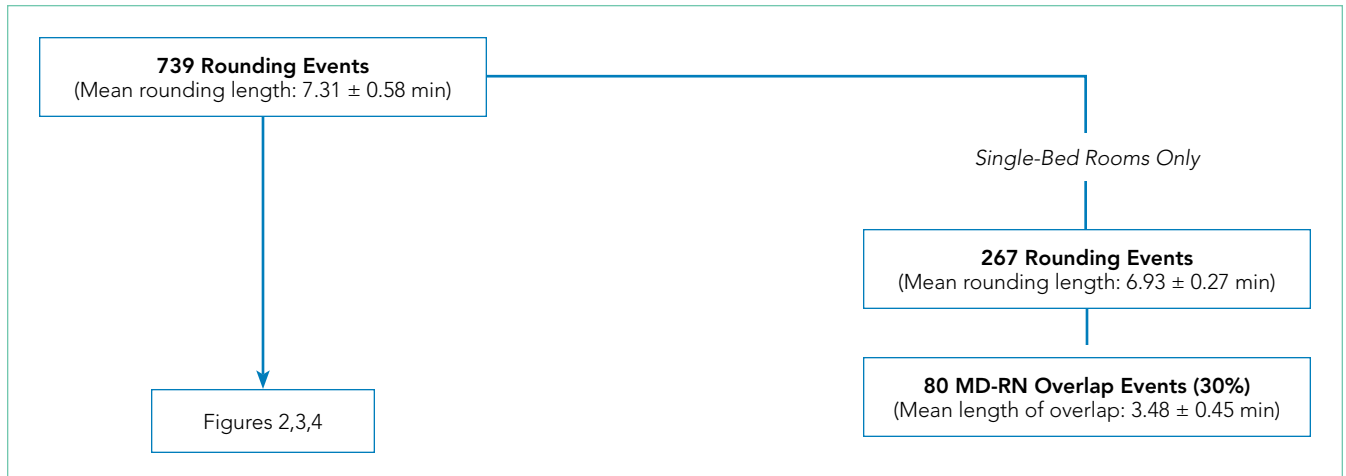 739 Rounding Events
(Mean rounding length: 7.31 ± 0.58 min)
Single-Bed Rooms Only
267 Rounding Events
(Mean rounding length: 6.93 ± 0.27 min)
80 MD-RN Overlap Events (30%)
(Mean length of overlap: 3.48 ± 0.45 min)
Figures 2,3,4